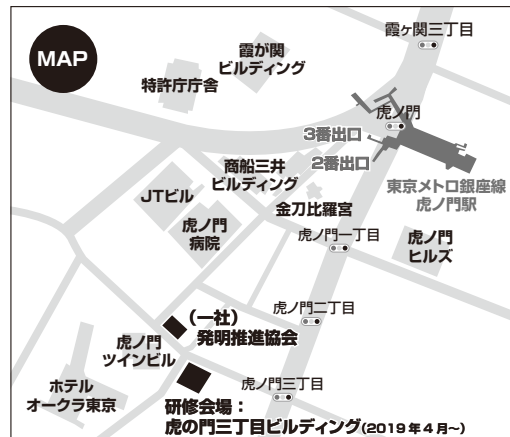 MAP
霞ヶ関三丁目
霞が関
ビルディング
特許庁庁舎
虎ノ門
3番出口
2番出口
商船三井
ビルディング
東京メトロ銀座線
虎ノ門駅
JTビル
金刀比羅宮
虎ノ門
病院
虎ノ門一丁目
虎ノ門
ヒルズ
虎ノ門二丁目
（一社）
発明推進協会
虎ノ門
ツインビル
虎ノ門三丁目
ホテル
オークラ東京
研修会場：
虎の門三丁目ビルディング(2019年4月〜)